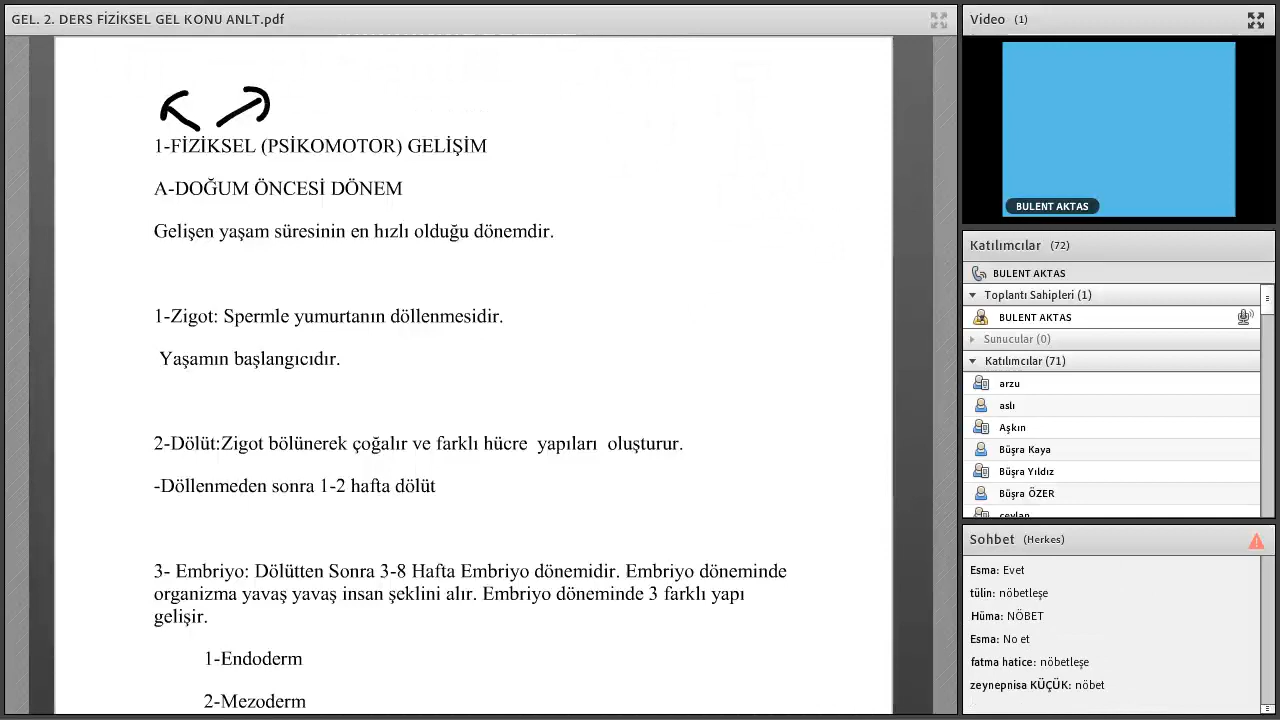 GEL. 2. DERS FİZİKSEL GEL KONU ANLT.pdf
1-FİZİKSEL (PSİKOMOTOR) GELİŞİM
A-DOĞUM ÖNCESİ DÖNEM
Gelişen yaşam süresinin en hızlı olduğu dönemdir.
1-Zigot: Spermle yumurtanın döllenmesidir.
Yaşamın başlangıcıdır.
2-Dölüt:Zigot bölünerek çoğalır ve farklı hücre yapıları oluşturur.
-Döllenmeden sonra 1-2 hafta dölüt
3- Embriyo: Dölütten Sonra 3-8 Hafta Embriyo dönemidir. Embriyo döneminde
organizma yavaş yavaş insan şeklini alır. Embriyo döneminde 3 farklı yapı
gelişir.
1-Endoderm
2-Mezoderm
Video (1)
BULENT AKTAS
Katılımcılar (72)
BULENT AKTAS
Toplantı Sahipleri (1)
BULENT AKTAS
Sunucular (0)
Katılımcılar (71)
arzu
aslı
Aşkın
Büşra Kaya
Büşra Yıldız
Büşra ÖZER
ceylan
Sohbet (Herkes)
Esma: Evet
tülin: nöbetleşe
Hüma: NÖBET
Esma: No et
fatma hatice: nöbetleşe
zeynepnisa KÜÇÜK: nöbet